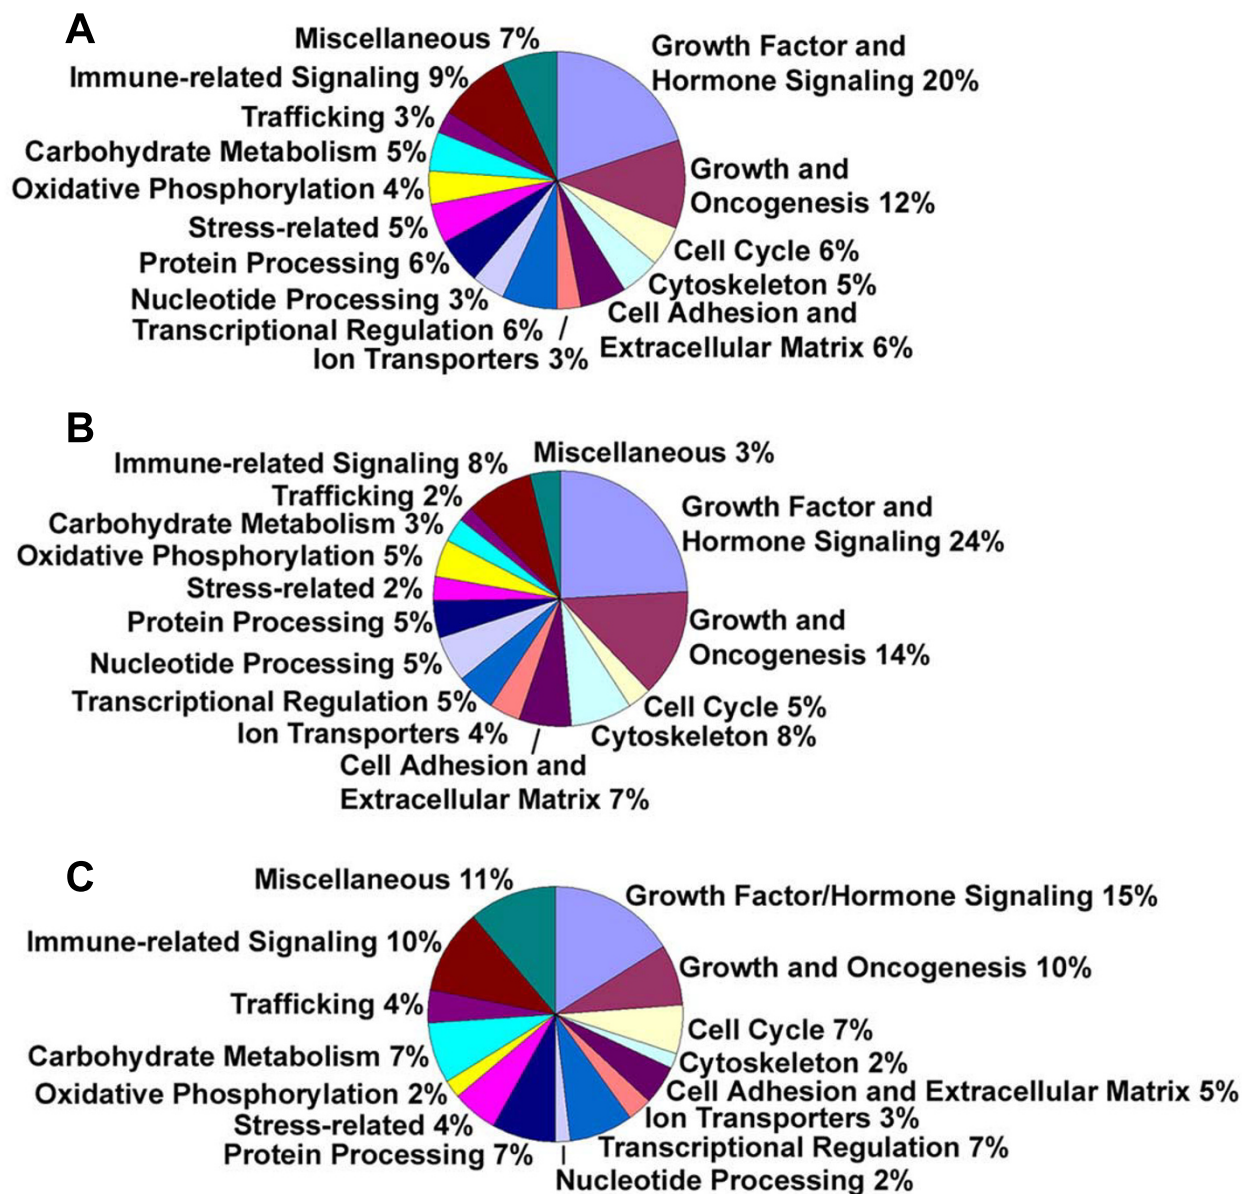 A
Miscellaneous 7%
Growth Factor and
Hormone Signaling 20%
Immune-related Signaling 9%
Trafficking 3%
Carbohydrate Metabolism 5%
Growth and
Oncogenesis 12%
Oxidative Phosphorylation 4%
Stress-related 5%
Cell Cycle 6%
Protein Processing 6%
Cytoskeleton 5%
Nucleotide Processing 3%
Cell Adhesion and
Extracellular Matrix 6%
Transcriptional Regulation 6%
Ion Transporters 3%
B
Miscellaneous 3%
Immune-related Signaling 8%
Trafficking 2%
Growth Factor and
Hormone Signaling 24%
Carbohydrate Metabolism 3%
Oxidative Phosphorylation 5%
Stress-related 2%
Protein Processing 5%
Growth and
Oncogenesis 14%
Nucleotide Processing 5%
Transcriptional Regulation 5%
Cell Cycle 5%
Ion Transporters 4%
Cytoskeleton 8%
Cell Adhesion and
Extracellular Matrix 7%
C
Miscellaneous 11%
Growth Factor/Hormone Signaling 15%
Immune-related Signaling 10%
Growth and Oncogenesis 10%
Trafficking 4%
Cell Cycle 7%
Carbohydrate Metabolism 7%
Cytoskeleton 2%
Oxidative Phosphorylation 2%
Cell Adhesion and Extracellular Matrix 5%
Stress-related 4%
Ion Transporters 3%
Protein Processing 7%
Transcriptional Regulation 7%
Nucleotide Processing 2%